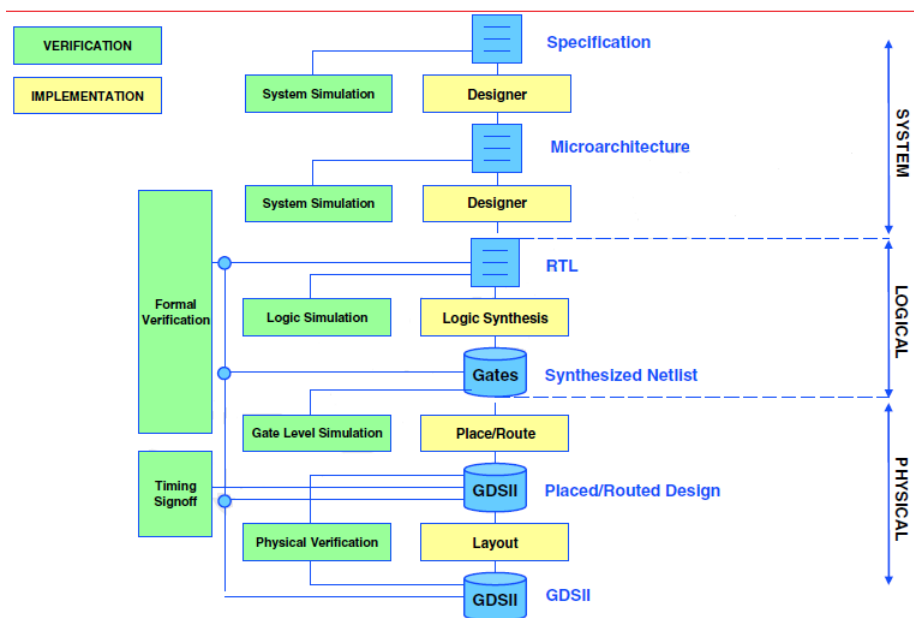 Specification
VERIFICATION
IMPLEMENTATION
System Simulation
Designer
SYSTEM
Microarchitecture
System Simulation
Designer
RTL
Formal
Verification
Logic Simulation
Logic Synthesis
LOGICAL
Gates
Synthesized Netlist
Gate Level Simulation
Place/Route
Timing
Signoff
GDSII
Placed/Routed Design
PHYSICAL
Physical Verification
Layout
GDSII
GDSII